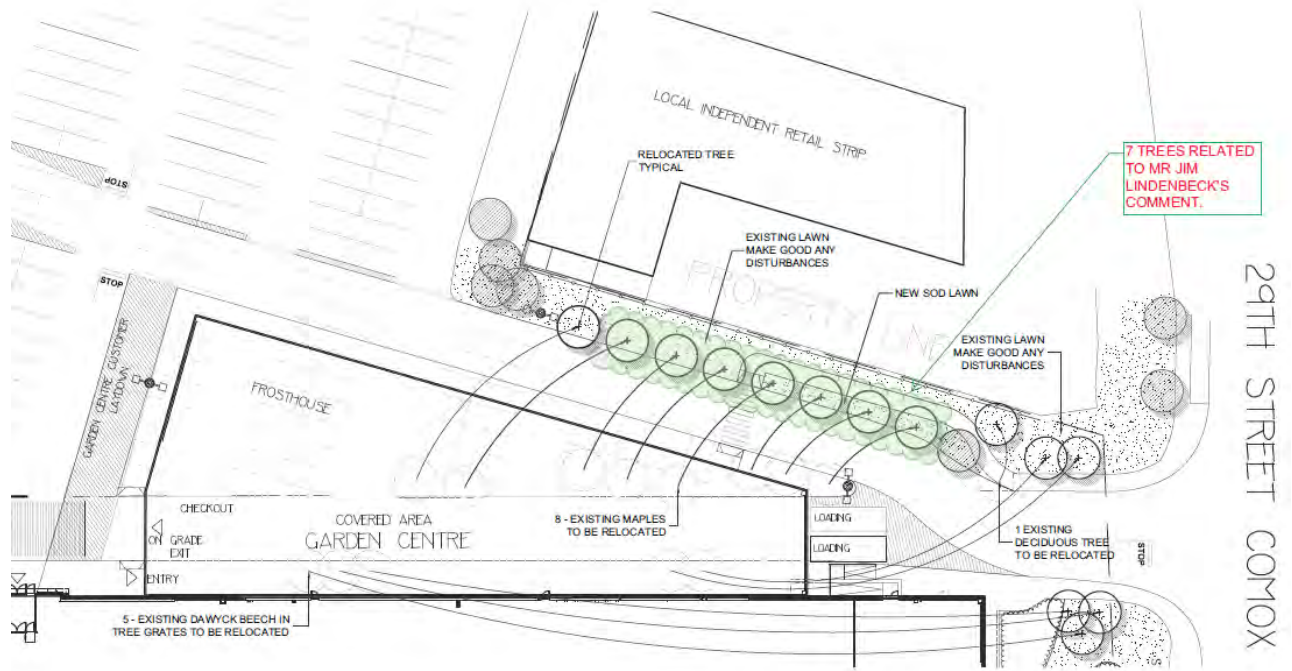 LOCAL INDEPENDENT RETAIL STRIP
RELOCATED TREE
TYPICAL
7 TREES RELATED
TO MR JIM
LINDENBECK'S
COMMENT.
STOP
EXISTING LAWN
MAKE GOOD ANY
DISTURBANCES
PROPERTY LINE
NEW SOD LAWN
STOP
EXISTING LAWN
MAKE GOOD ANY
DISTURBANCES
29TH STREET COMOX
GARDEN CENTRE CUSTOMER
LAYDOWN
FROSTHOUSE
CHECKOUT
ON GRADE
EXIT
ENTRY
COVERED AREA
GARDEN CENTRE
8 - EXISTING MAPLES
TO BE RELOCATED
LOADING
LOADING
1 EXISTING
DECIDUOUS TREE
TO BE RELOCATED
STOP
5 - EXISTING DAWYCK BEECH IN
TREE GRATES TO BE RELOCATED